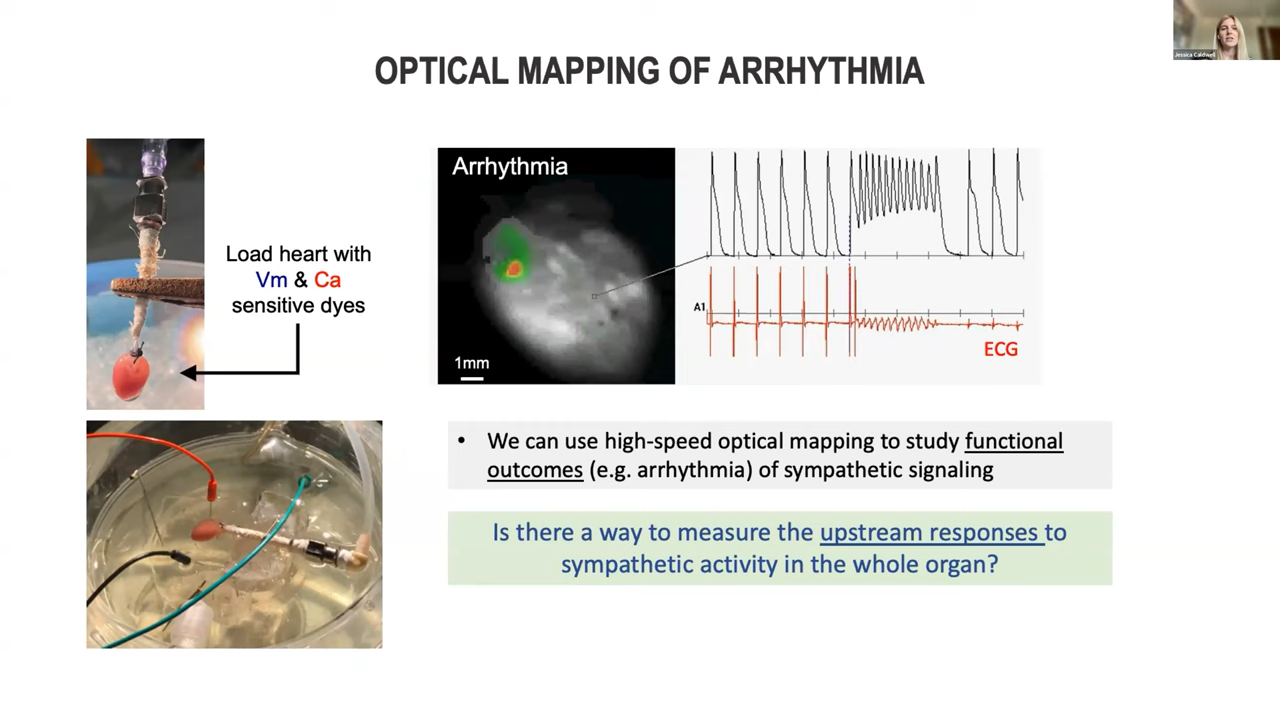 Jessica Caldwell
OPTICAL MAPPING OF ARRHYTHMIA
Load heart with
Vm & Ca
sensitive dyes
Arrhythmia
1mm
A1
ECG
• We can use high-speed optical mapping to study functional
outcomes (e.g. arrhythmia) of sympathetic signaling
Is there a way to measure the upstream responses to
sympathetic activity in the whole organ?